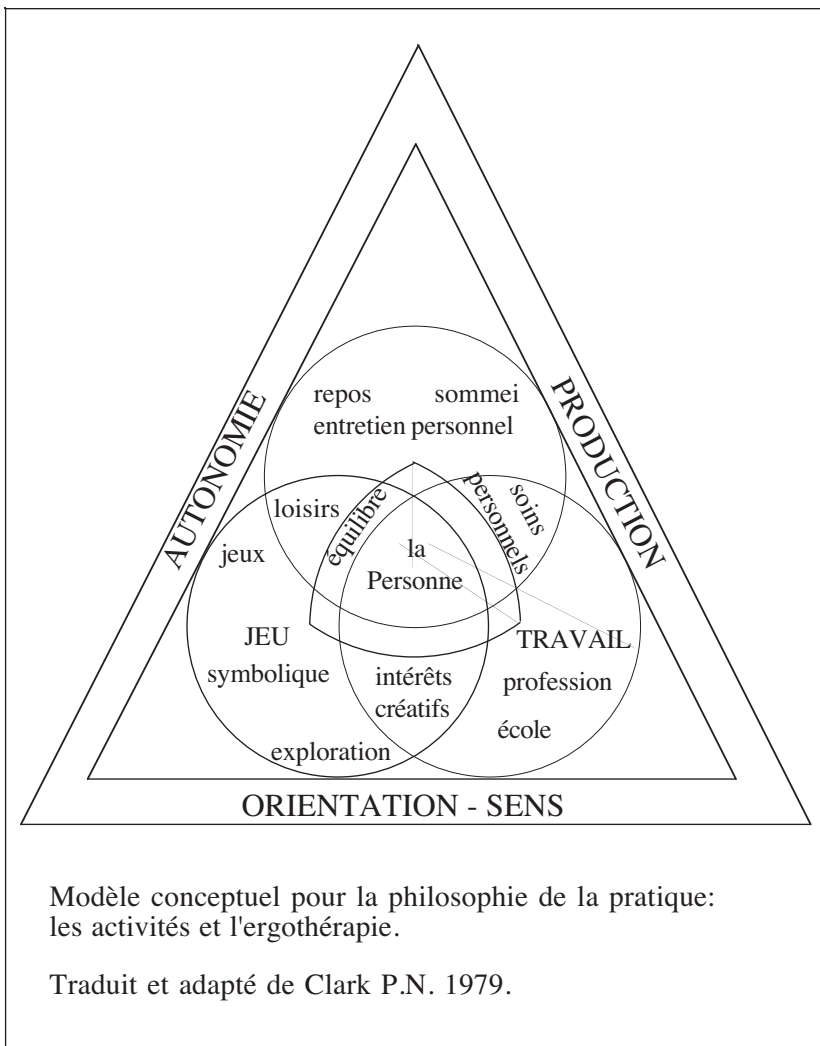 AUTONOMIE
PRODUCTION
repos sommei
entretien personnel
soins
personnels
loisirs
équilibre
jeux
la
Personne
JEU
symbolique
TRAVAIL
intérêts
créatifs
profession
école
exploration
ORIENTATION - SENS
Modèle conceptuel pour la philosophie de la pratique:
les activités et l'ergothérapie.
Traduit et adapté de Clark P.N. 1979.